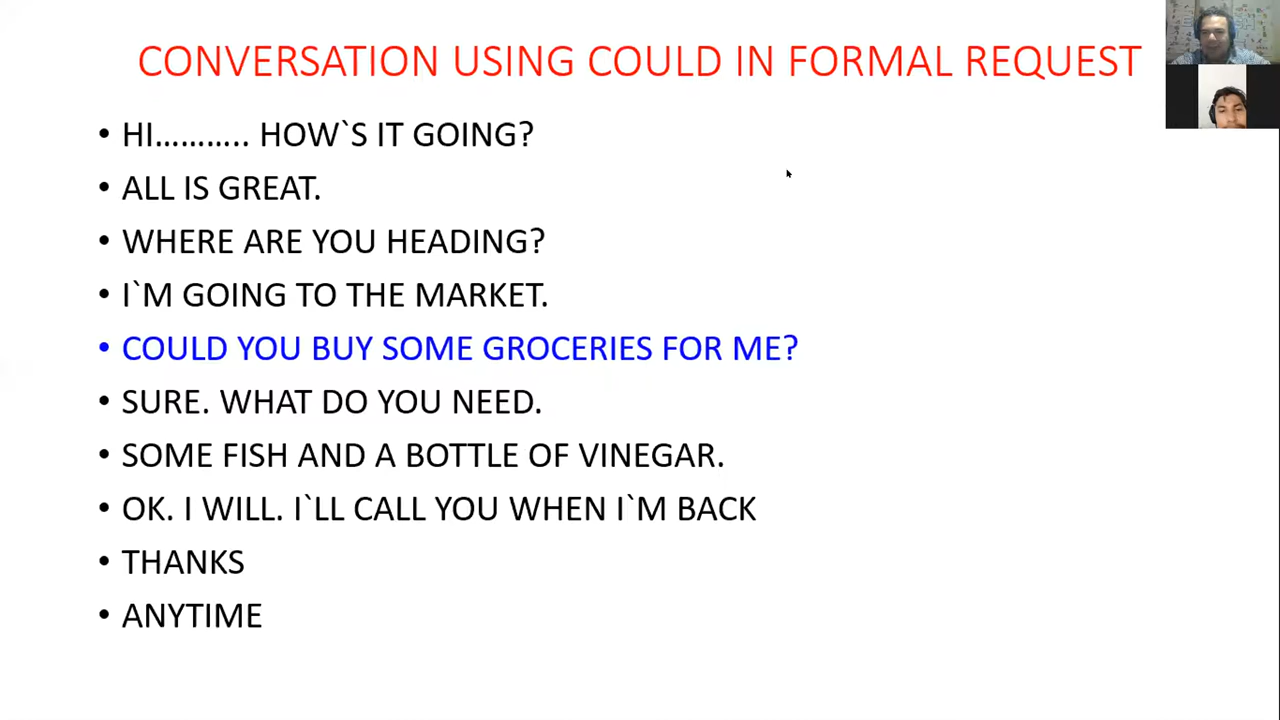 CONVERSATION USING COULD IN FORMAL REQUEST
• HI……….. HOW`S IT GOING?
• ALL IS GREAT.
• WHERE ARE YOU HEADING?
• I`M GOING TO THE MARKET.
• COULD YOU BUY SOME GROCERIES FOR ME?
• SURE. WHAT DO YOU NEED.
• SOME FISH AND A BOTTLE OF VINEGAR.
• OK. I WILL. I`LL CALL YOU WHEN I`M BACK
• THANKS
• ANYTIME